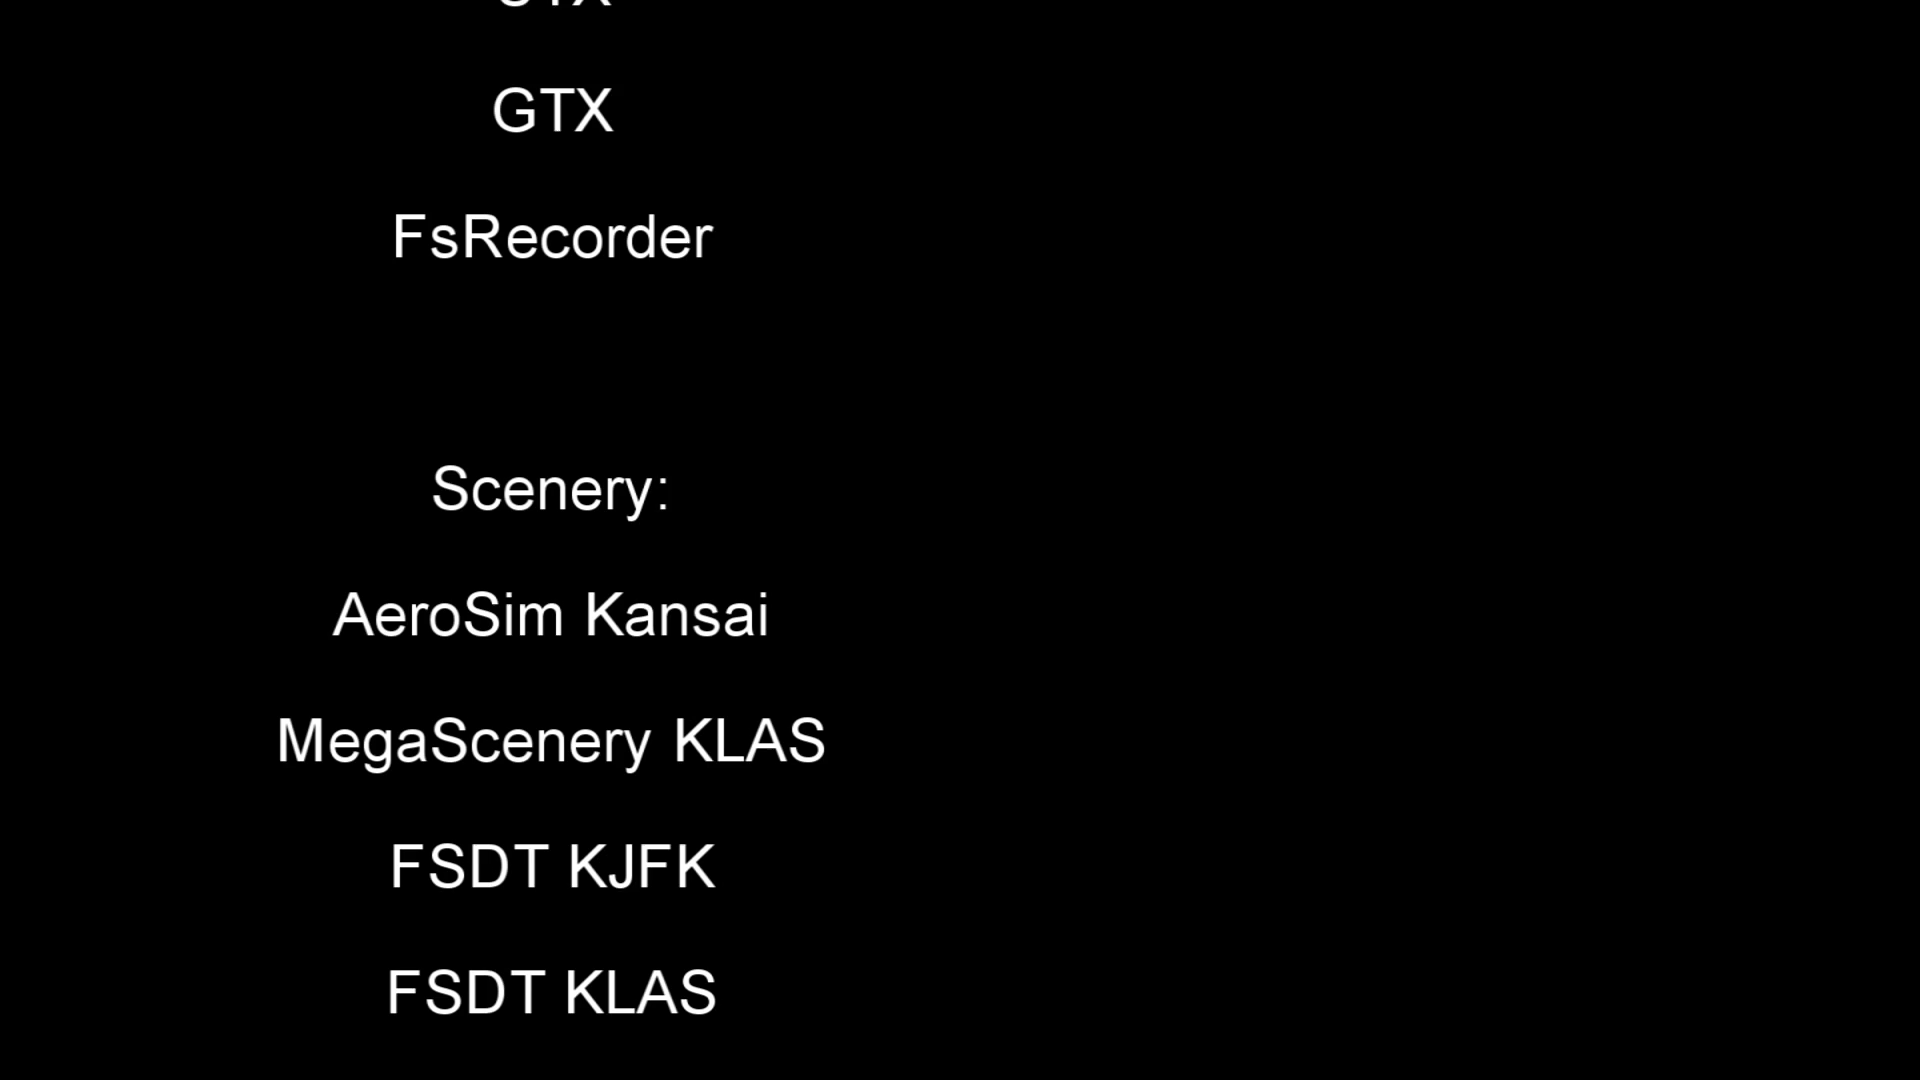 GTX
FsRecorder
Scenery:
AeroSim Kansai
MegaScenery KLAS
FSDT KJFK
FSDT KLAS